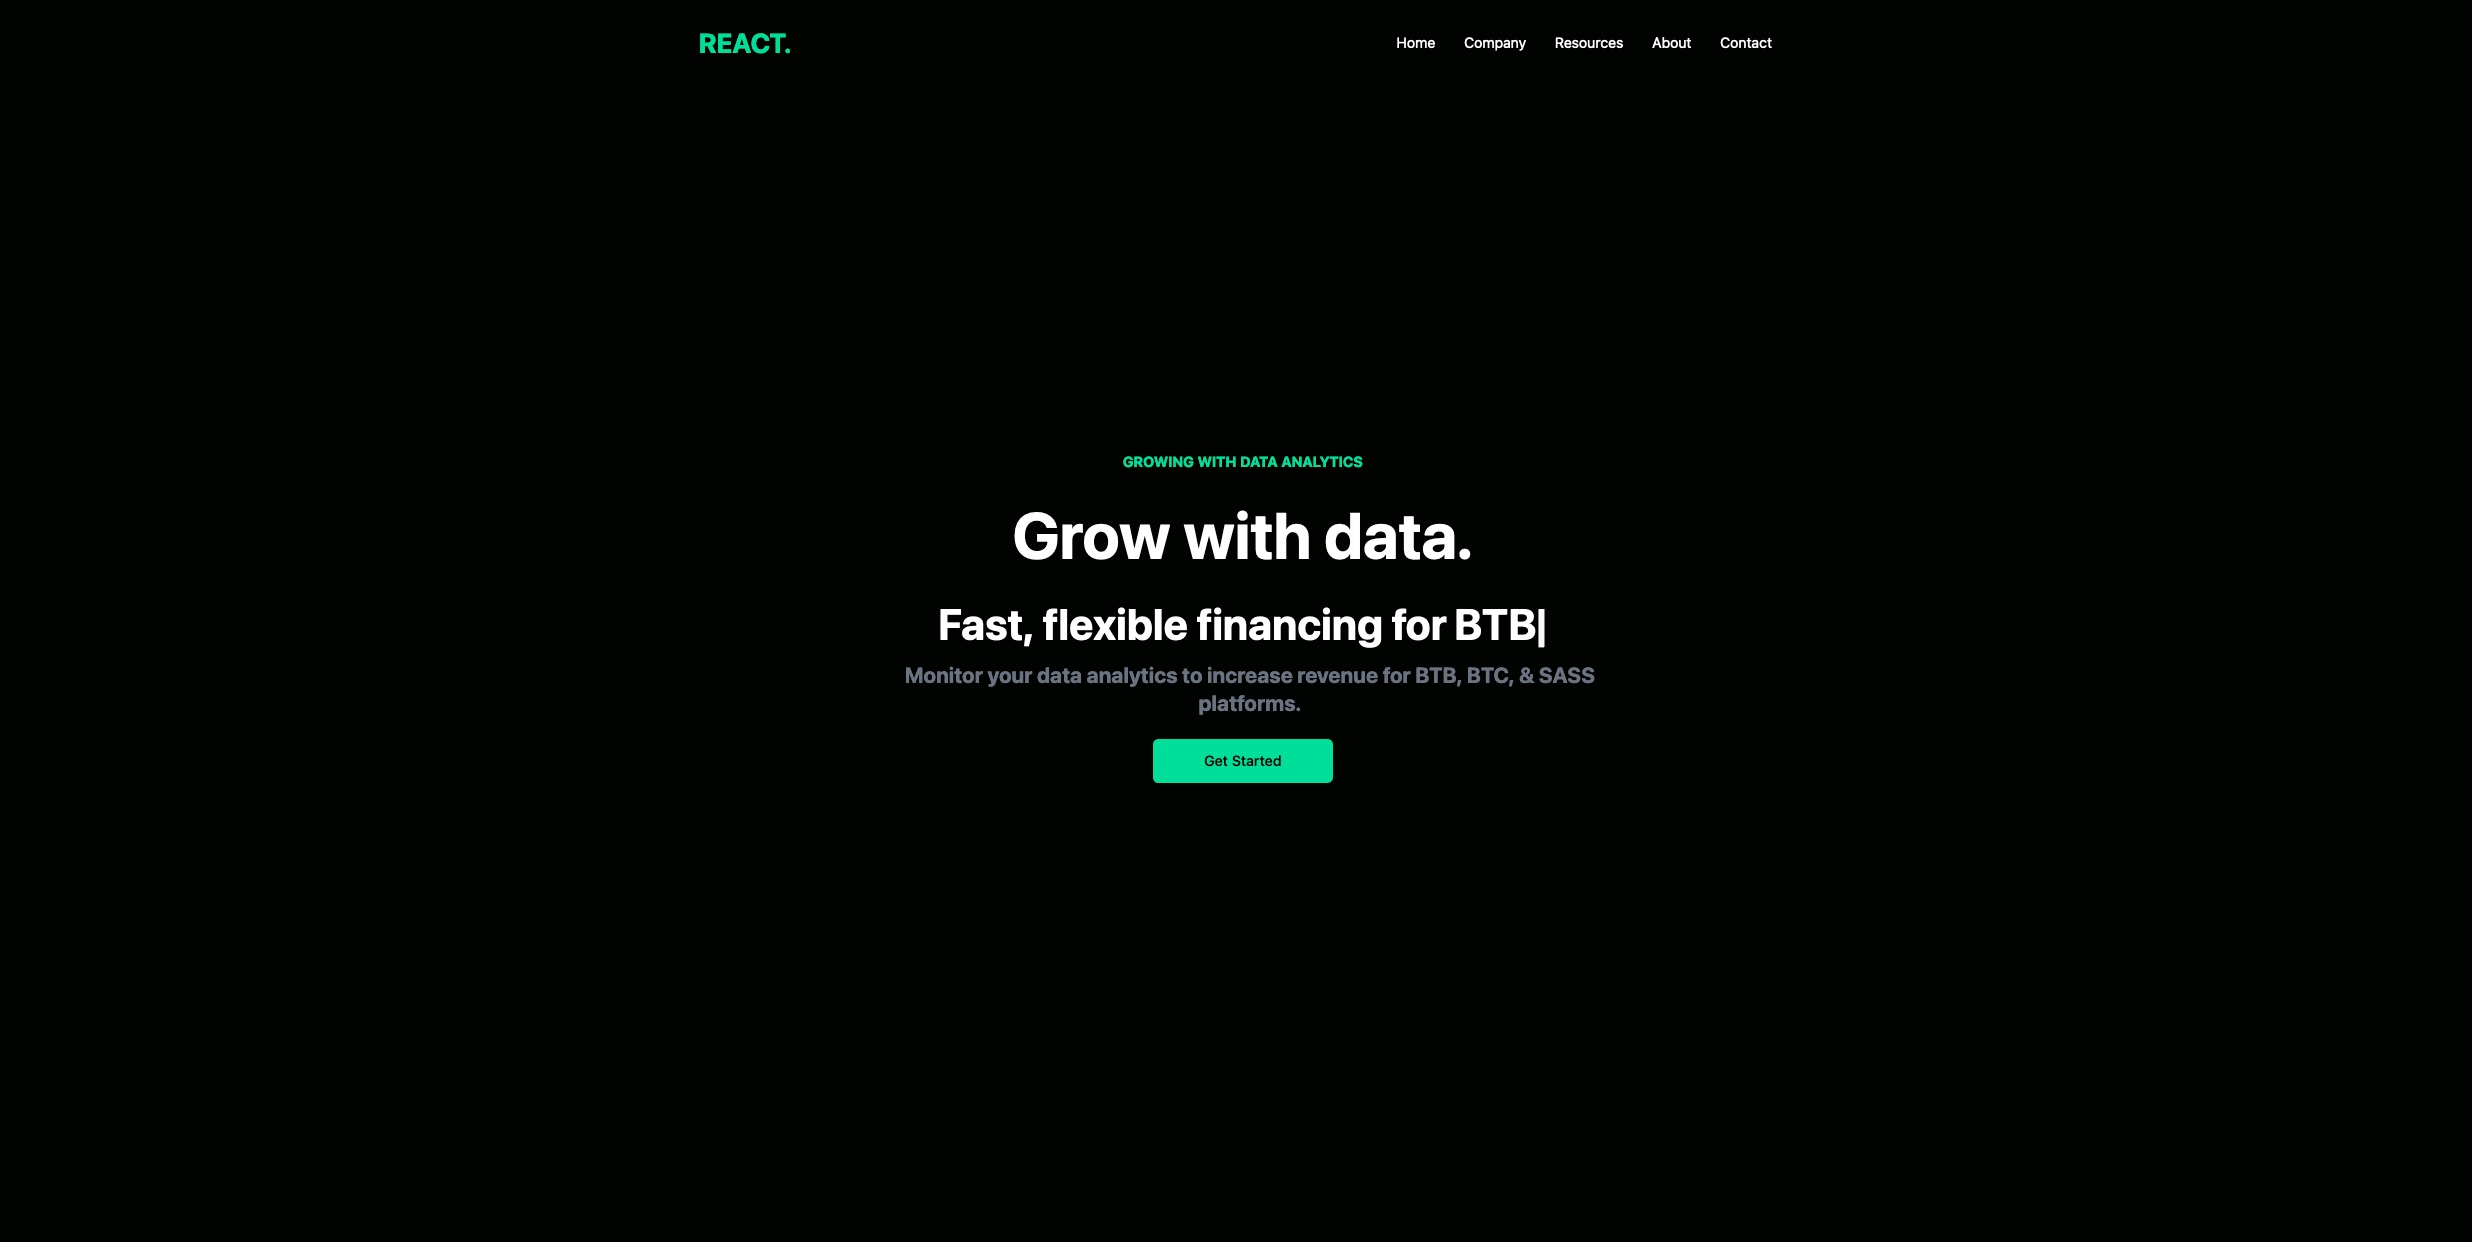 REACT.
Home Company Resources About Contact
GROWING WITH DATA ANALYTICS
Grow with data.
Fast, flexible financing for BTB|
Monitor your data analytics to increase revenue for BTB, BTC, & SASS
platforms.
Get Started